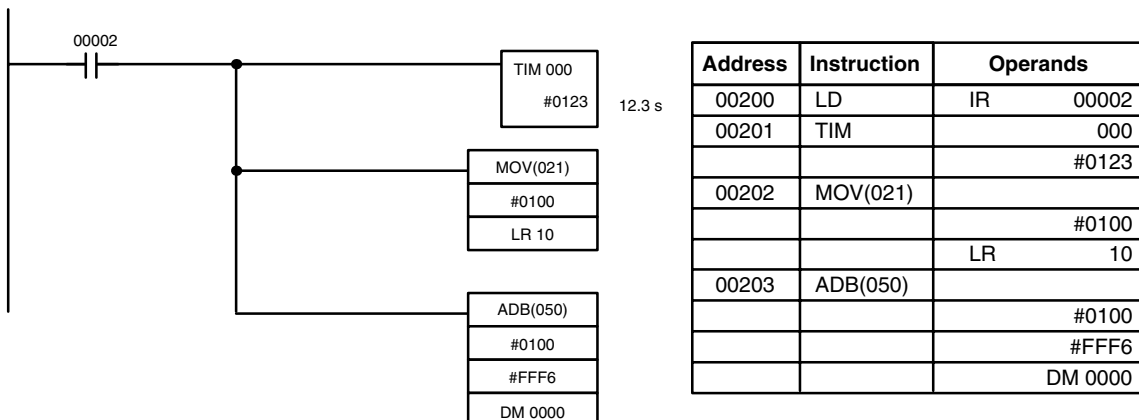 00002
TIM 000
#0123
12.3 s
MOV(021)
#0100
LR 10
ADB(050)
#0100
#FFF6
DM 0000
Address Instruction Operands
00200 LD IR 00002
00201 TIM 000
#0123
00202 MOV(021)
#0100
LR 10
00203 ADB(050)
#0100
#FFF6
DM 0000